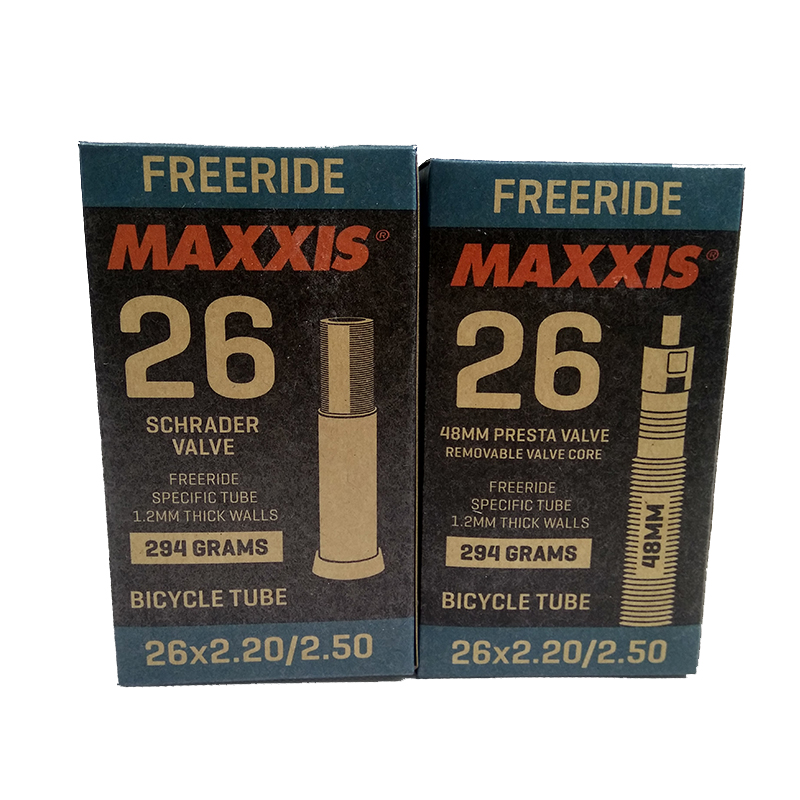 FREERIDE
MAXXIS®
26
SCHRADER
VALVE
FREERIDE
SPECIFIC TUBE
1.2MM THICK WALLS
294 GRAMS
BICYCLE TUBE
26x2.20/2.50
FREERIDE
MAXXIS®
26
48MM PRESTA VALVE
REMOVABLE VALVE CORE
FREERIDE
SPECIFIC TUBE
1.2MM THICK WALLS
294 GRAMS
48MM
BICYCLE TUBE
26x2.20/2.50